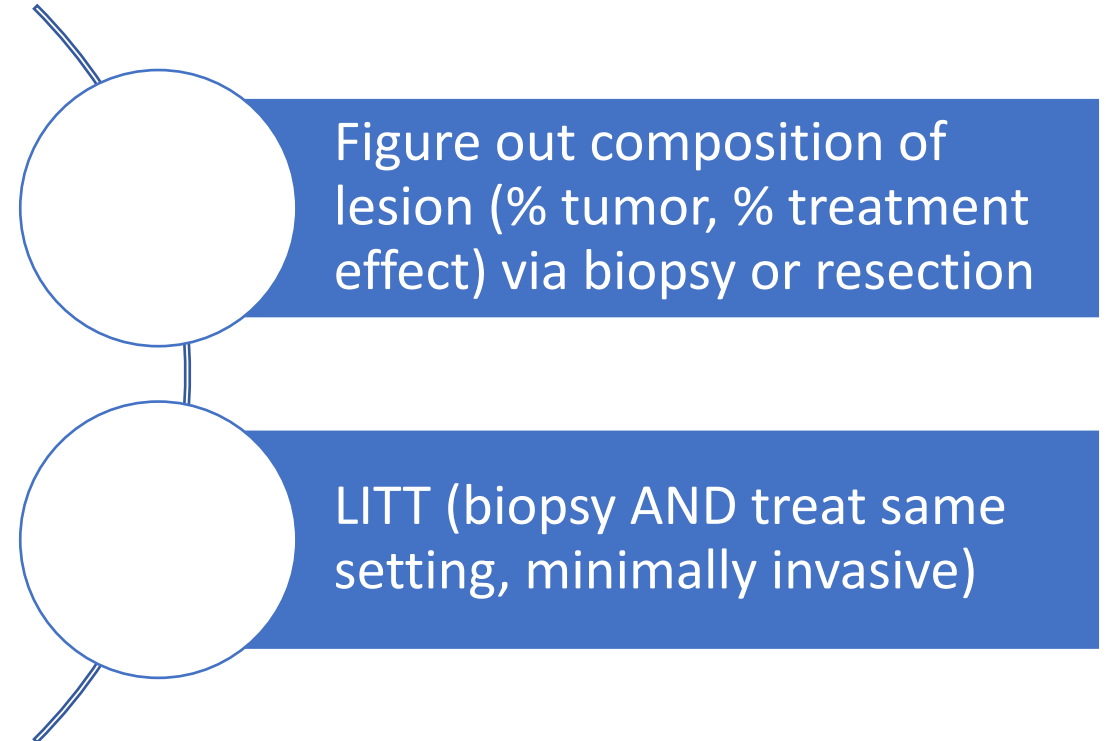 Figure out composition of
lesion (% tumor, % treatment
effect) via biopsy or resection
LITT (biopsy AND treat same
setting, minimally invasive)